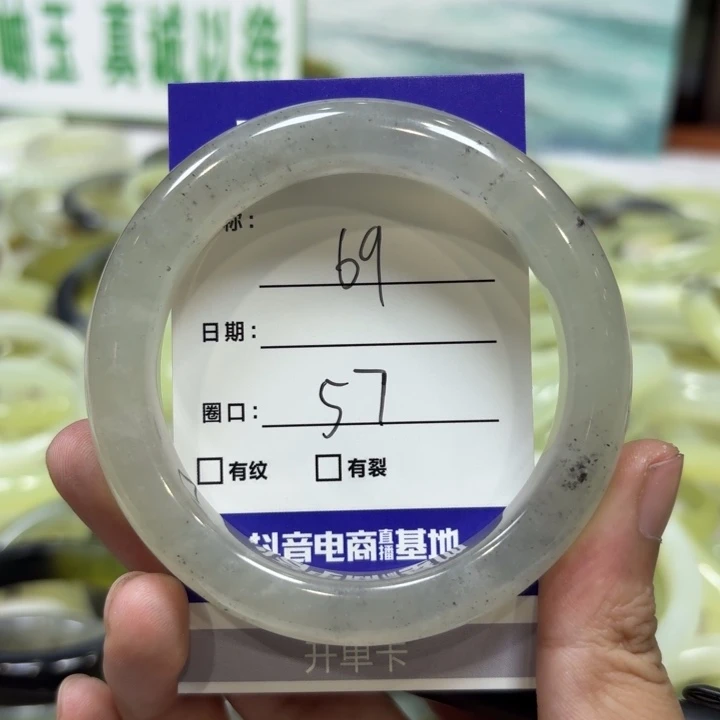 岫玉 真诚以待
称:
69
日期:
圈口: 57
□有纹 □有裂
抖音电商直播基地
开单卡